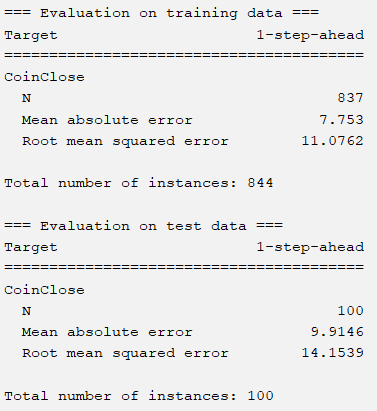 === Evaluation on training data ===
Target                       1-step-ahead
=========================================
CoinClose
  N                                   837
  Mean absolute error               7.753
  Root mean squared error         11.0762

Total number of instances: 844

=== Evaluation on test data ===
Target                       1-step-ahead
=========================================
CoinClose
  N                                   100
  Mean absolute error              9.9146
  Root mean squared error         14.1539

Total number of instances: 100